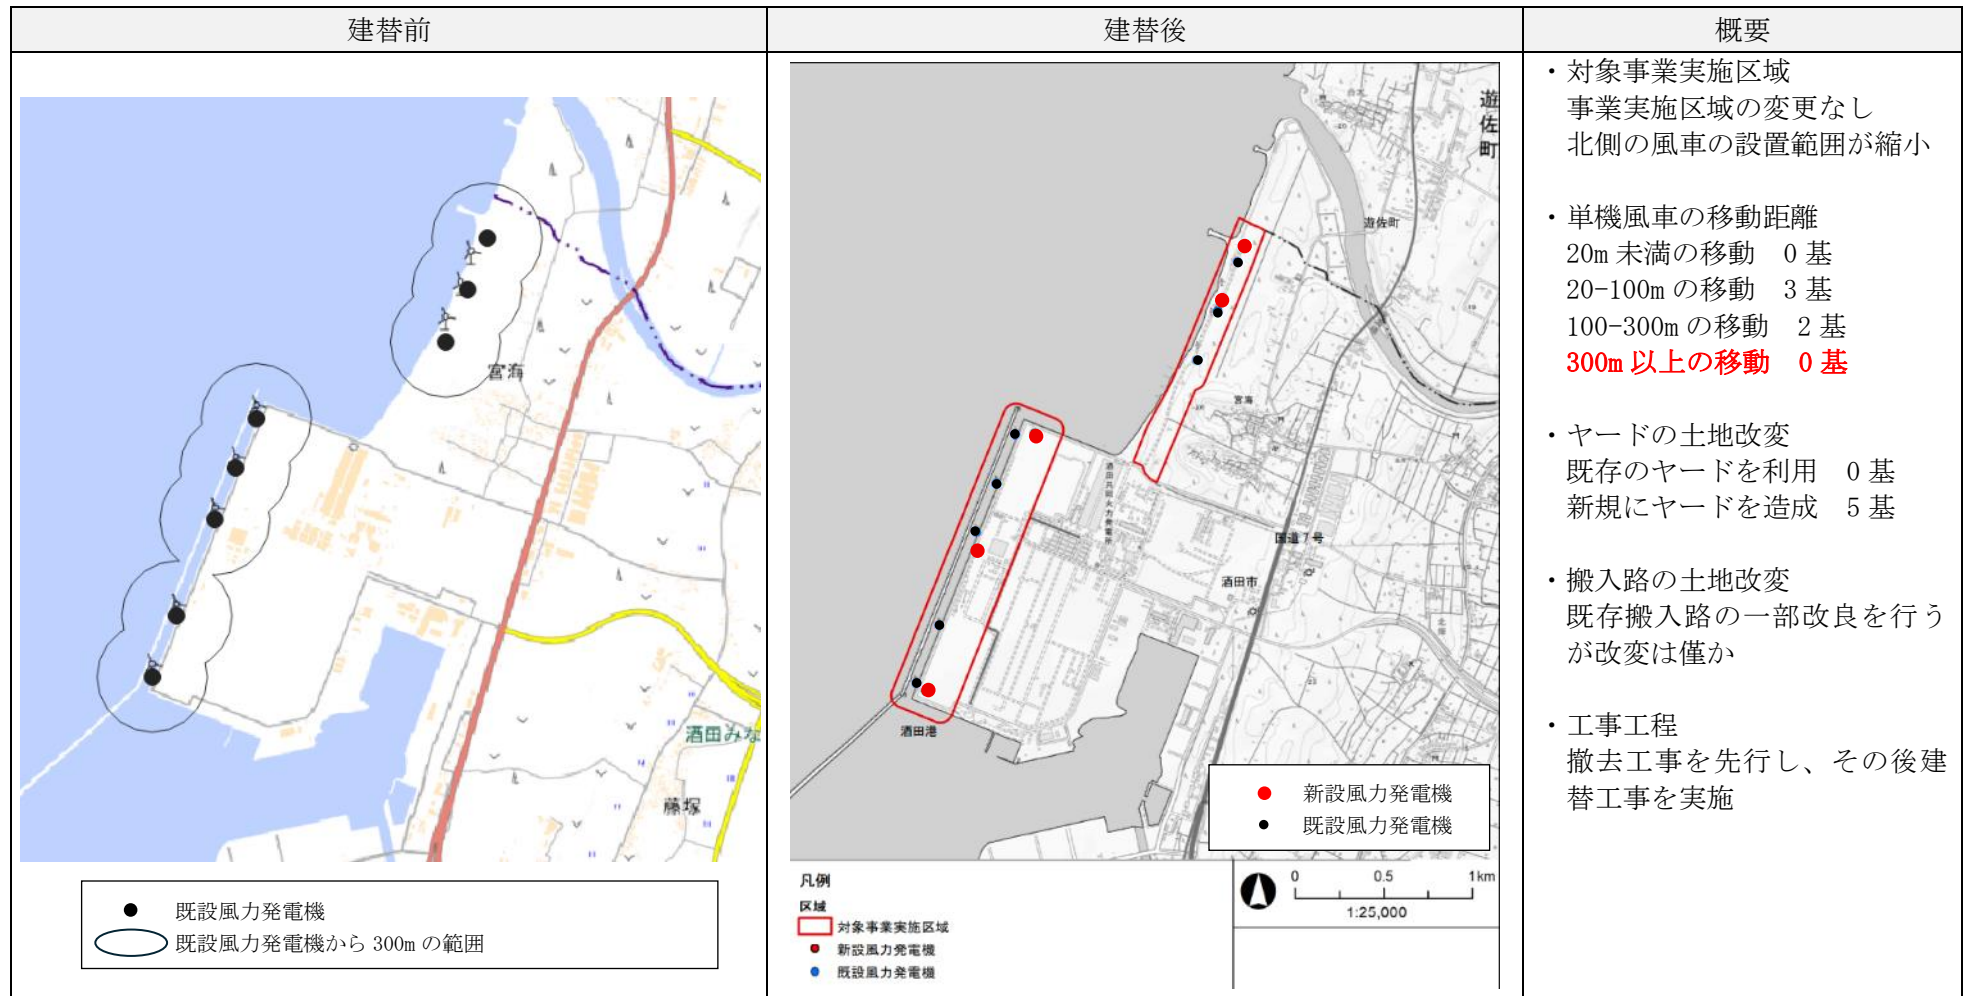 建替前
建替後
概要
宮海
酒田みな
藤塚
● 既設風力発電機
既設風力発電機から 300m の範囲
遊佐町
遊佐町
宮海
酒田共同火力発電所
国道7号
酒田市
酒田港
● 新設風力発電機
● 既設風力発電機
凡例
区域
対象事業実施区域
新設風力発電機
既設風力発電機
0 0.5 1km
1:25,000
・対象事業実施区域
事業実施区域の変更なし
北側の風車の設置範囲が縮小
・単機風車の移動距離
20m 未満の移動 0 基
20-100m の移動 3 基
100-300m の移動 2 基
300m 以上の移動 0 基
・ヤードの土地改変
既存のヤードを利用 0 基
新規にヤードを造成 5 基
・搬入路の土地改変
既存搬入路の一部改良を行う
が改変は僅か
・工事工程
撤去工事を先行し、その後建
替工事を実施